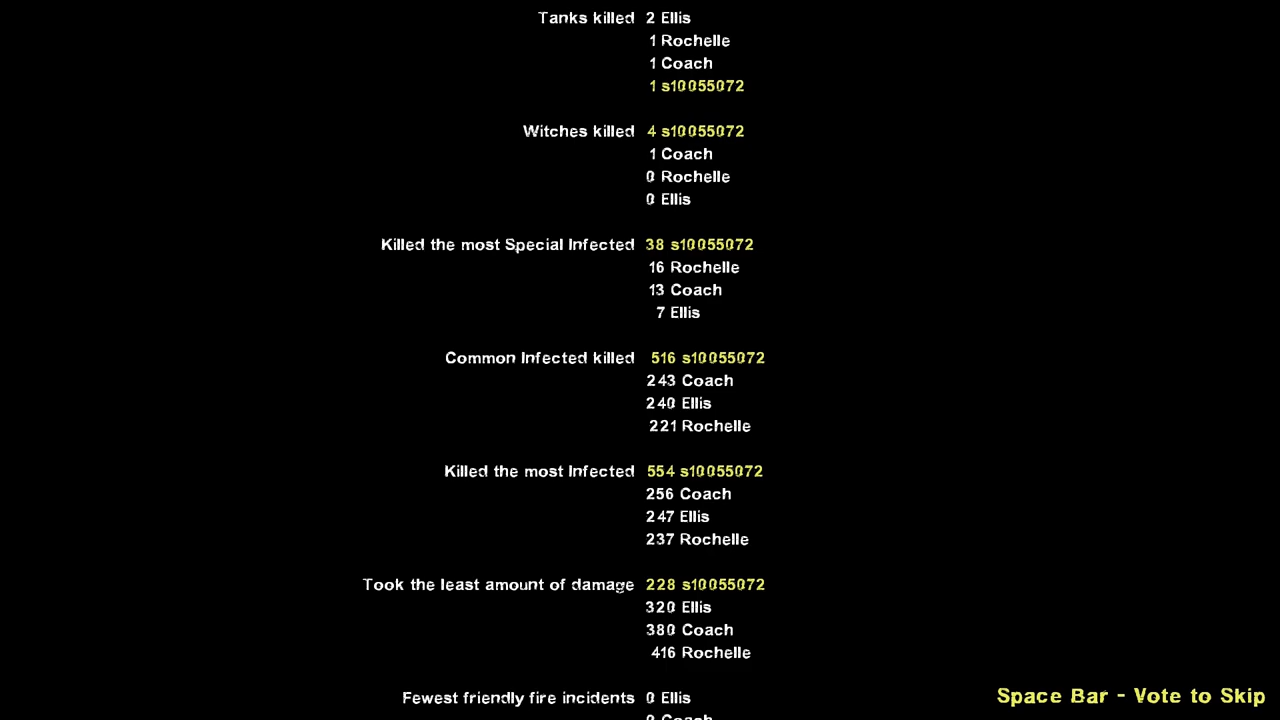 Tanks killed 2 Ellis
1 Rochelle
1 Coach
1 s10055072
Witches killed 4 s10055072
1 Coach
0 Rochelle
0 Ellis
Killed the most Special Infected 38 s10055072
16 Rochelle
13 Coach
7 Ellis
Common Infected killed 516 s10055072
243 Coach
240 Ellis
221 Rochelle
Killed the most Infected 554 s10055072
256 Coach
247 Ellis
237 Rochelle
Took the least amount of damage 228 s10055072
320 Ellis
380 Coach
416 Rochelle
Fewest friendly fire incidents 0 Ellis
0 Coach
Space Bar - Vote to Skip